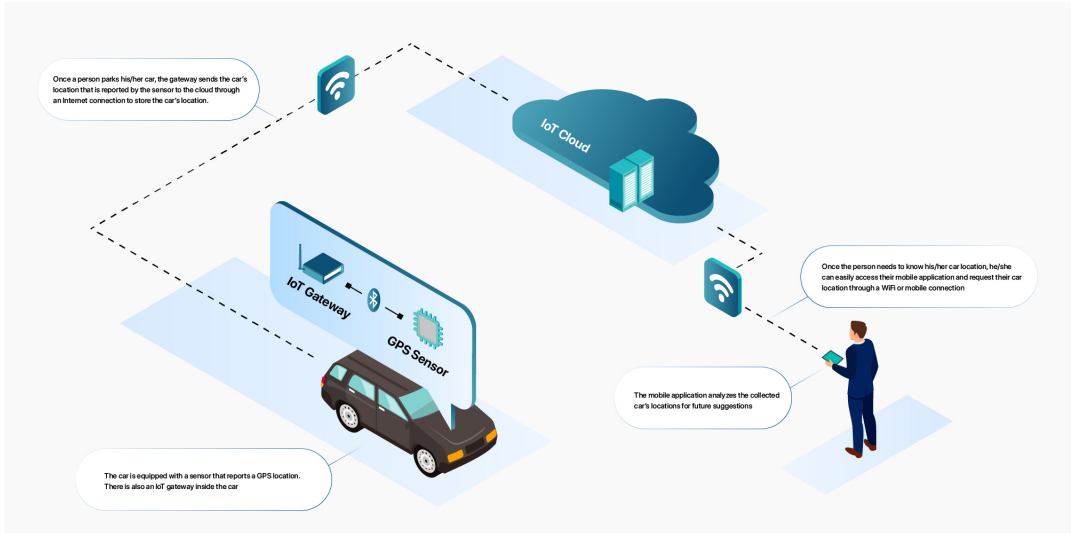 Once a person parks his/her car, the gateway sends the car's
location that is reported by the sensor to the cloud through
an Internet connection to store the car's location.
IoT Cloud
IoT Gateway
GPS Sensor
Once the person needs to know his/her car location, he/she
can easily access their mobile application and request their car
location through a WiFi or mobile connection
The mobile application analyzes the collected
car's locations for future suggestions
The car is equipped with a sensor that reports a GPS location.
There is also an IoT gateway inside the car